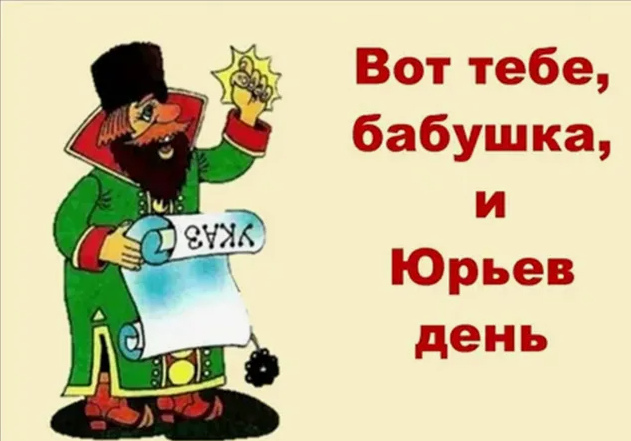 УКАЗ
Вот тебе,
бабушка,
и
Юрьев
день